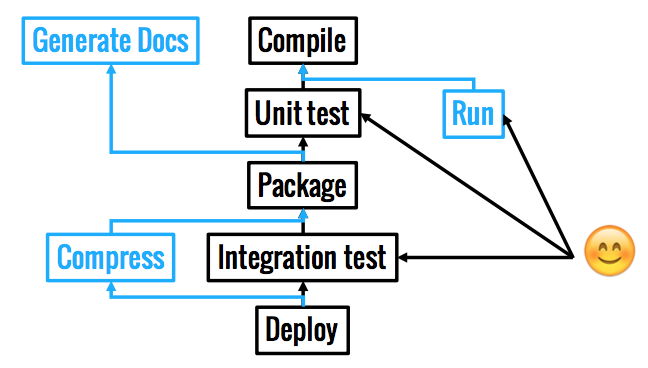 Generate Docs
Compile
Unit test
Run
Package
Compress
Integration test
Deploy